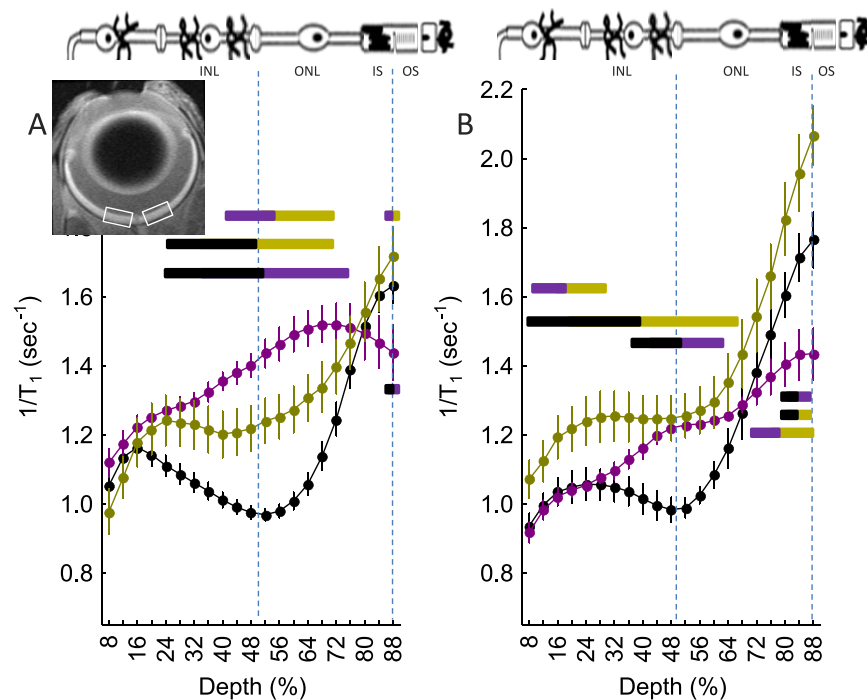 INL ONL IS OS
INL ONL IS OS
A
B
1/T1 (sec-1)
1.6
1.4
1.2
1.0
0.8
8 16 24 32 40 48 56 64 72 80 88
Depth (%)
1/T1 (sec-1)
2.2
2.0
1.8
1.6
1.4
1.2
1.0
0.8
8 16 24 32 40 48 56 64 72 80 88
Depth (%)